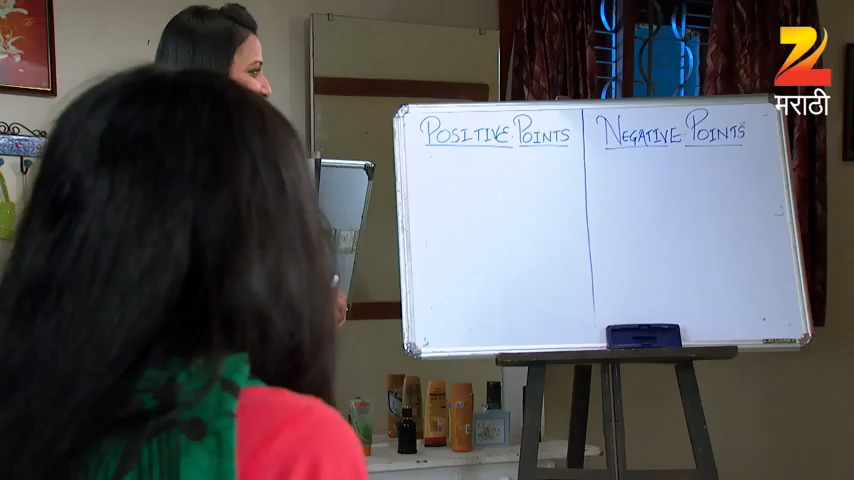 POSITIVE POINTS
NEGATIVE POINTS
मराठी